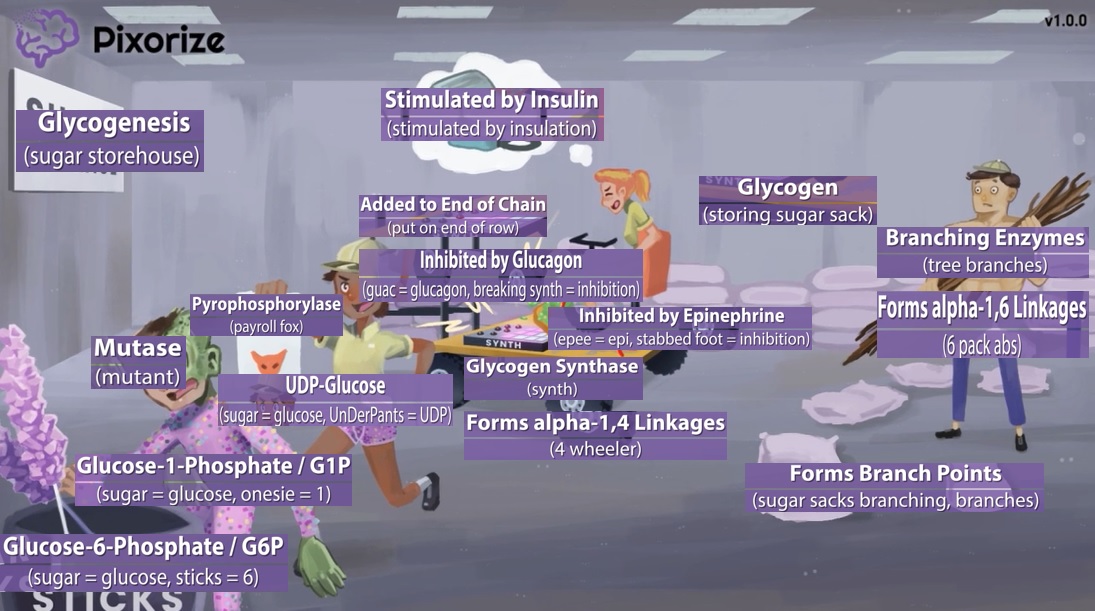 Pixorize
v1.0.0
Stimulated by Insulin
(stimulated by insulation)
Glycogenesis
(sugar storehouse)
Glycogen
(storing sugar sack)
Added to End of Chain
(put on end of row)
Branching Enzymes
(tree branches)
Inhibited by Glucagon
(guac = glucagon, breaking synth = inhibition)
Pyrophosphorylase
(payroll fox)
Forms alpha-1,6 Linkages
(6 pack abs)
Inhibited by Epinephrine
(epee = epi, stabbed foot = inhibition)
SYNTH
Mutase
(mutant)
Glycogen Synthase
(synth)
UDP-Glucose
(sugar = glucose, UnDerPants = UDP)
Forms alpha-1,4 Linkages
(4 wheeler)
Glucose-1-Phosphate / G1P
(sugar = glucose, onesie = 1)
Forms Branch Points
(sugar sacks branching, branches)
Glucose-6-Phosphate / G6P
(sugar = glucose, sticks = 6)
STICKS